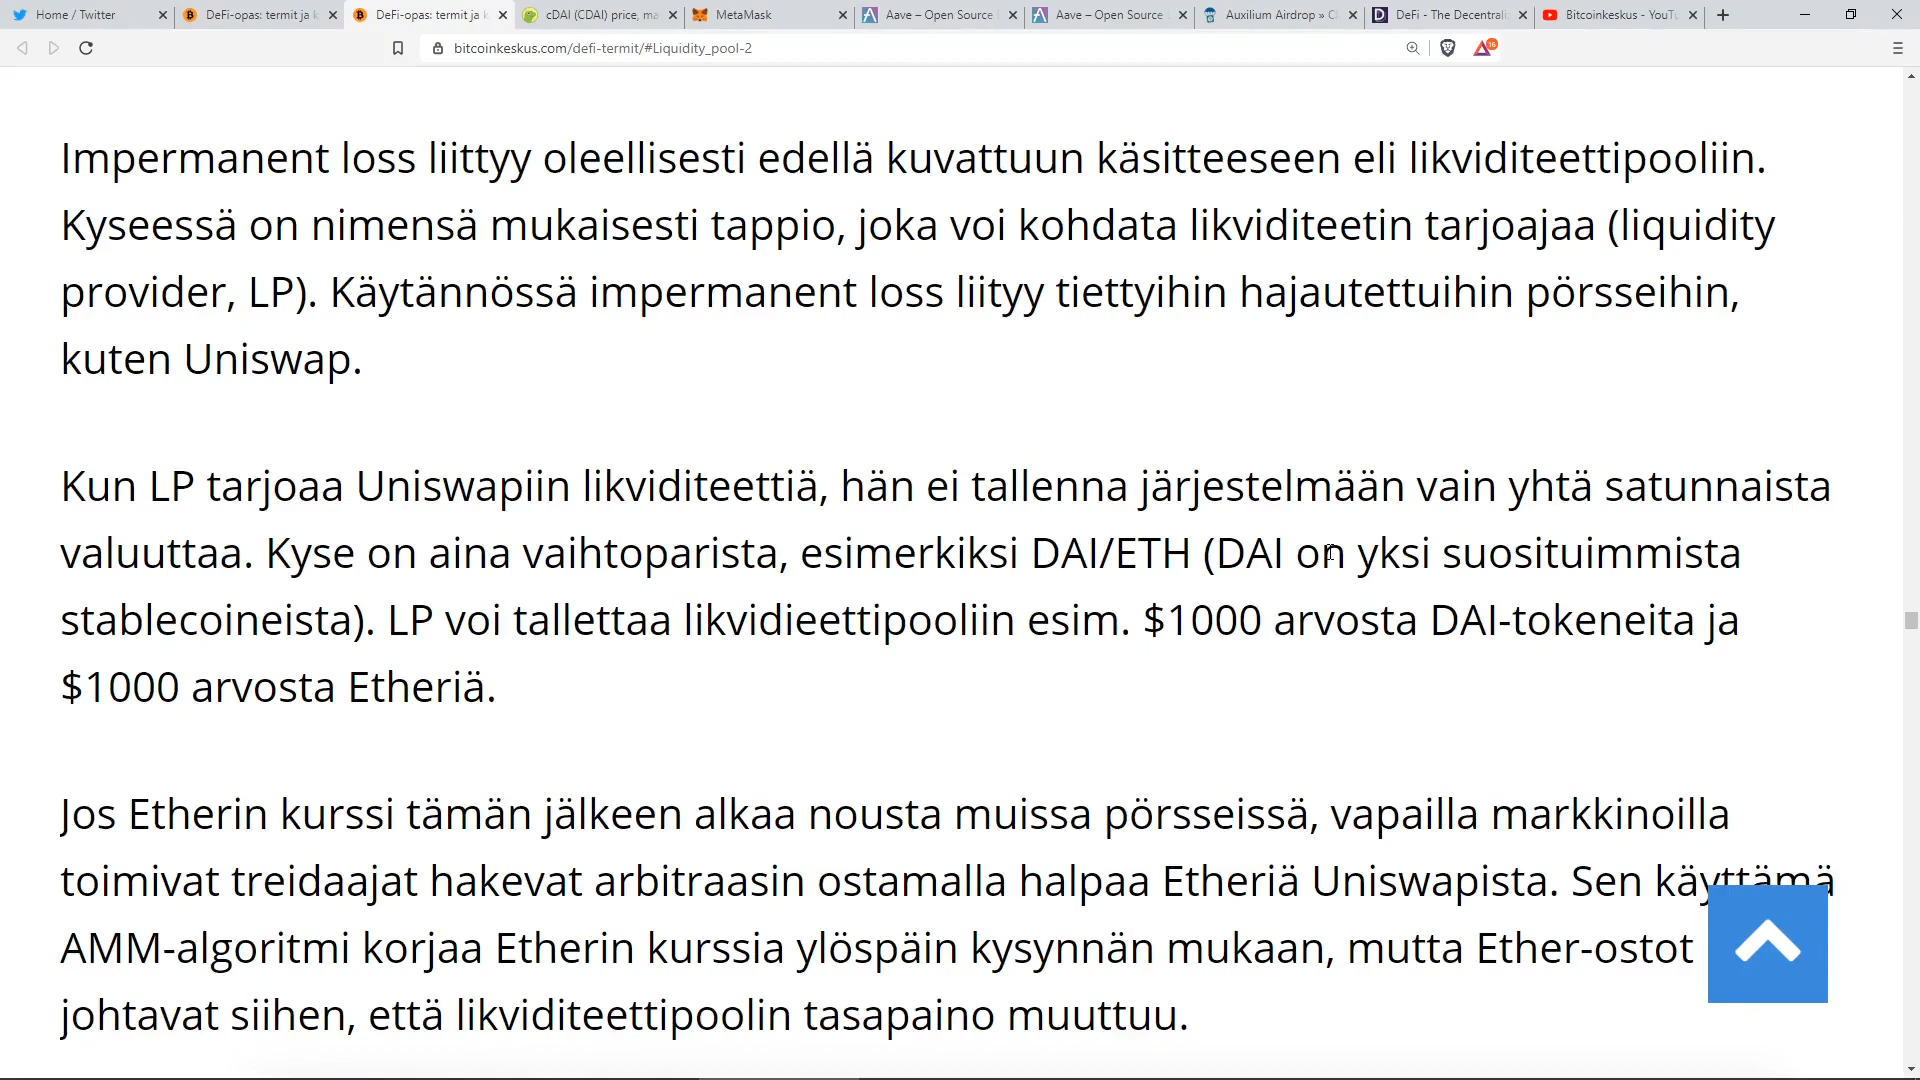 Home / Twitter
DeFi-opas: termit ja k
DeFi-opas: termit ja k
cDAI (CDAI) price, ma
MetaMask
Aave – Open Source
Aave – Open Source
Auxilium Airdrop »
DeFi - The Decentrali
Bitcoinkeskus - YouTu
bitcoinkeskus.com/defi-termit/#Liquidity_pool-2
16
Impermanent loss liittyy oleellisesti edellä kuvattuun käsitteeseen eli likviditeettipooliin.
Kyseessä on nimensä mukaisesti tappio, joka voi kohdata likviditeetin tarjoajaa (liquidity
provider, LP). Käytännössä impermanent loss liityy tiettyihin hajautettuihin pörsseihin,
kuten Uniswap.
Kun LP tarjoaa Uniswapiin likviditeettiä, hän ei tallenna järjestelmään vain yhtä satunnaista
valuuttaa. Kyse on aina vaihtoparista, esimerkiksi DAI/ETH (DAI on yksi suosituimmista
stablecoineista). LP voi tallettaa likvidieettipooliin esim. $1000 arvosta DAI-tokeneita ja
$1000 arvosta Etheriä.
Jos Etherin kurssi tämän jälkeen alkaa nousta muissa pörsseissä, vapailla markkinoilla
toimivat treidaajat hakevat arbitraasin ostamalla halpaa Etheriä Uniswapista. Sen käyttämä
AMM-algoritmi korjaa Etherin kurssia ylöspäin kysynnän mukaan, mutta Ether-ostot
johtavat siihen, että likviditeettipoolin tasapaino muuttuu.